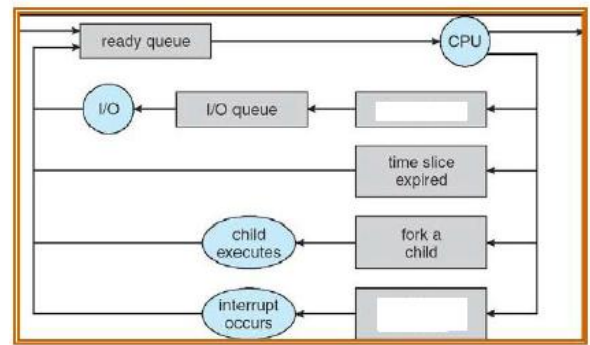 ready queue
CPU
I/O
I/O queue
time slice
expired
child
executes
fork a
child
interrupt
occurs